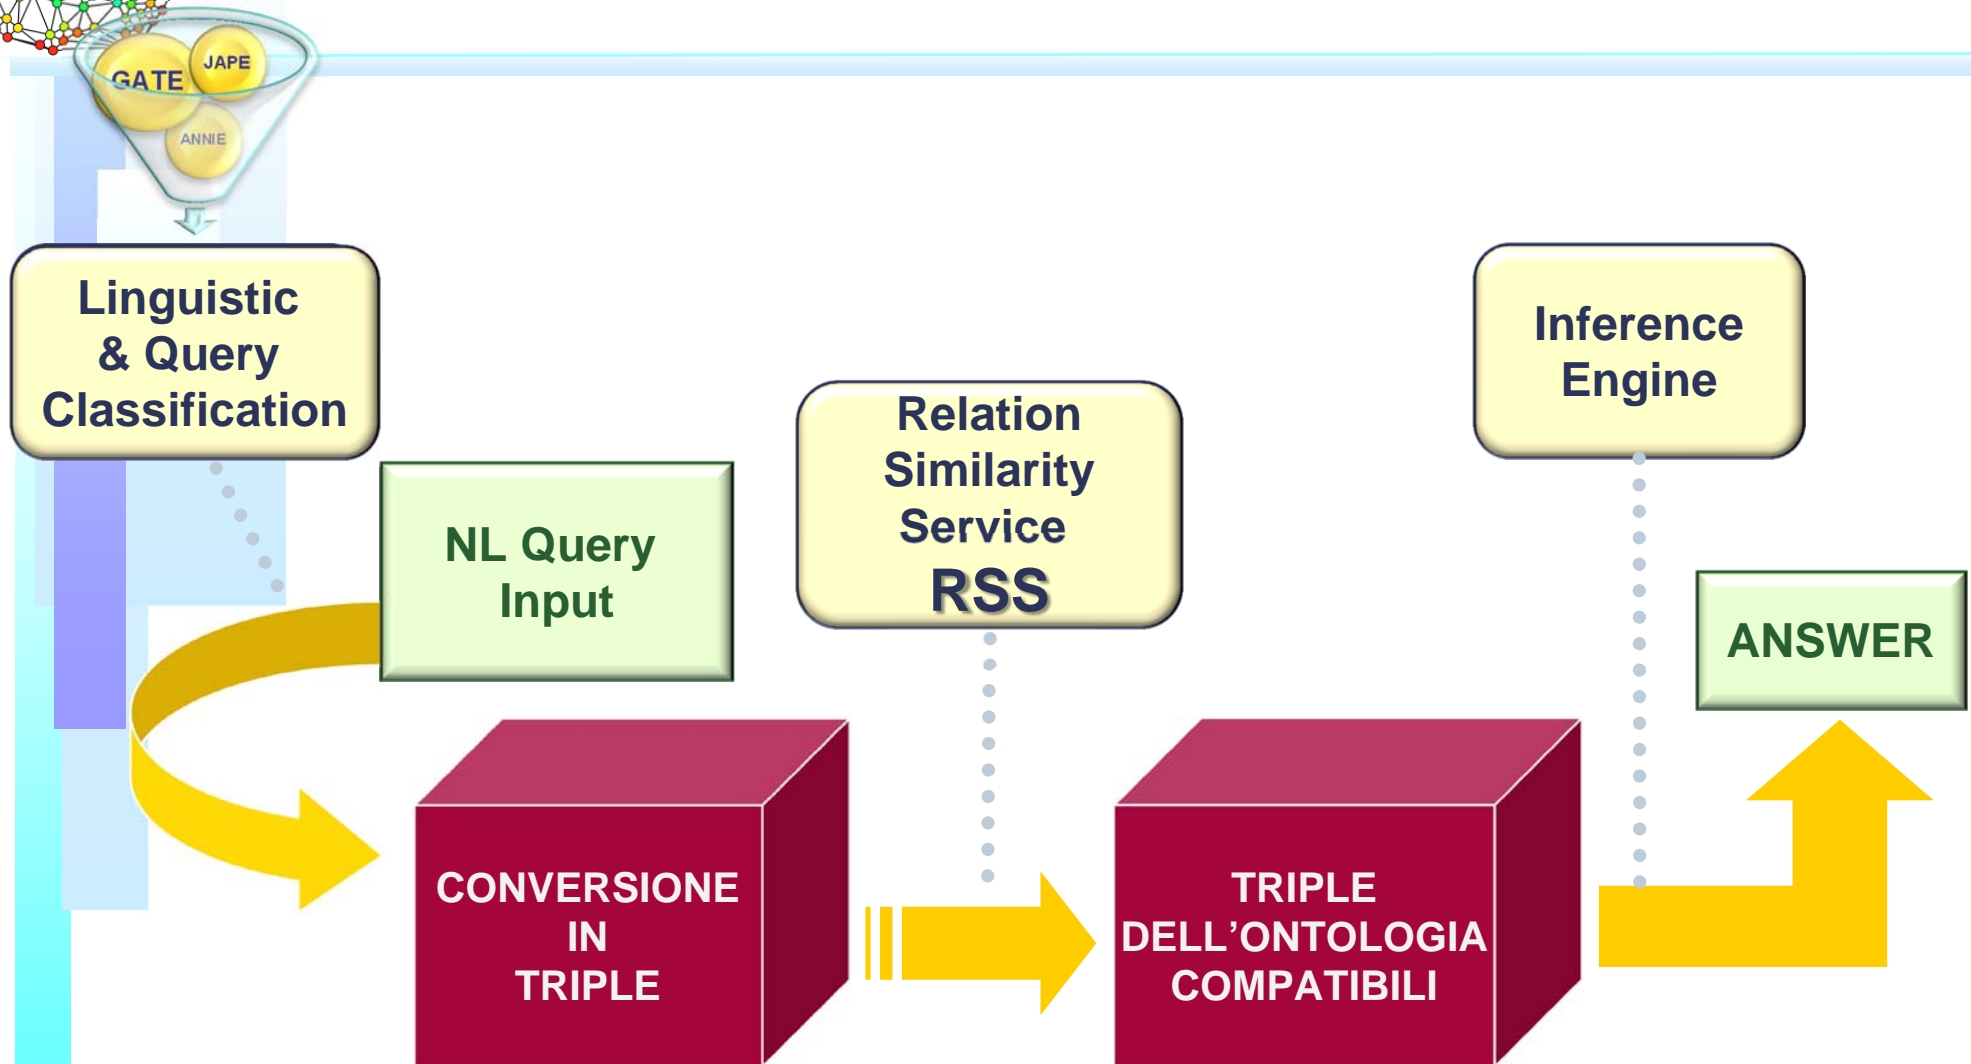 GATE
JAPE
ANNIE
Linguistic
& Query
Classification
NL Query
Input
Relation
Similarity
Service
RSS
Inference
Engine
ANSWER
CONVERSIONE
IN
TRIPLE
TRIPLE
DELL’ONTOLOGIA
COMPATIBILI